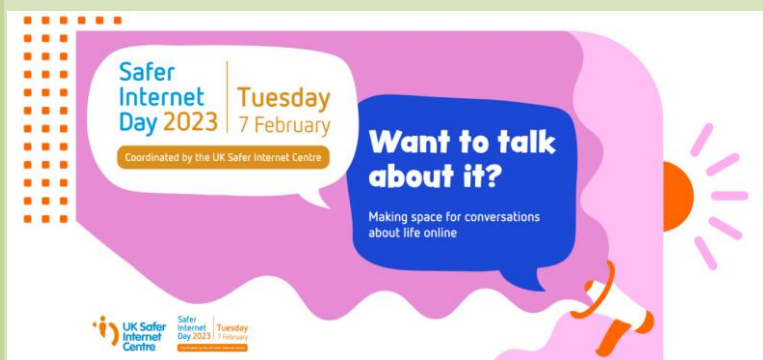 Safer
Internet
Day 2023
Tuesday
7 February
Coordinated by the UK Safer Internet Centre
Want to talk
about it?
Making space for conversations
about life online
UK Safer
Internet
Centre
Safer
Internet
Day 2023
Tuesday
7 February